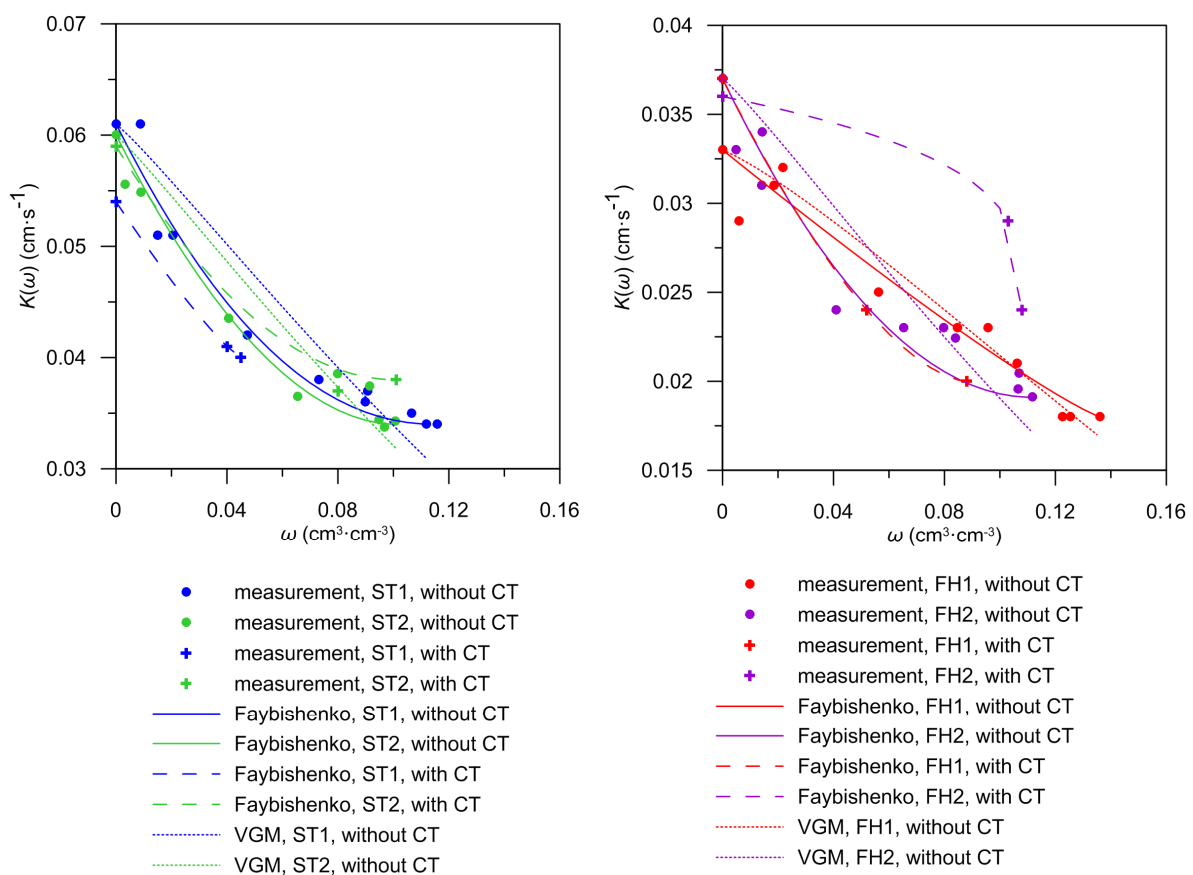 0.07
0.06
0.05
0.04
0.03
K(ω) (cm·s⁻¹)
0
0.04
0.08
0.12
0.16
ω (cm³·cm⁻³)
measurement, ST1, without CT
measurement, ST2, without CT
measurement, ST1, with CT
measurement, ST2, with CT
Faybishenko, ST1, without CT
Faybishenko, ST2, without CT
Faybishenko, ST1, with CT
Faybishenko, ST2, with CT
VGM, ST1, without CT
VGM, ST2, without CT
0.04
0.035
0.03
0.025
0.02
0.015
K(ω) (cm·s⁻¹)
0
0.04
0.08
0.12
0.16
ω (cm³·cm⁻³)
measurement, FH1, without CT
measurement, FH2, without CT
measurement, FH1, with CT
measurement, FH2, with CT
Faybishenko, FH1, without CT
Faybishenko, FH2, without CT
Faybishenko, FH1, with CT
Faybishenko, FH2, with CT
VGM, FH1, without CT
VGM, FH2, without CT